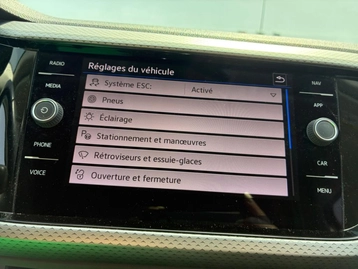 RADIO
MEDIA
PHONE
VOICE
Réglages du véhicule
Système ESC: Activé
Pneus
Éclairage
Stationnement et manœuvres
Rétroviseurs et essuie-glaces
Ouverture et fermeture
NAV
APP
CAR
MENU